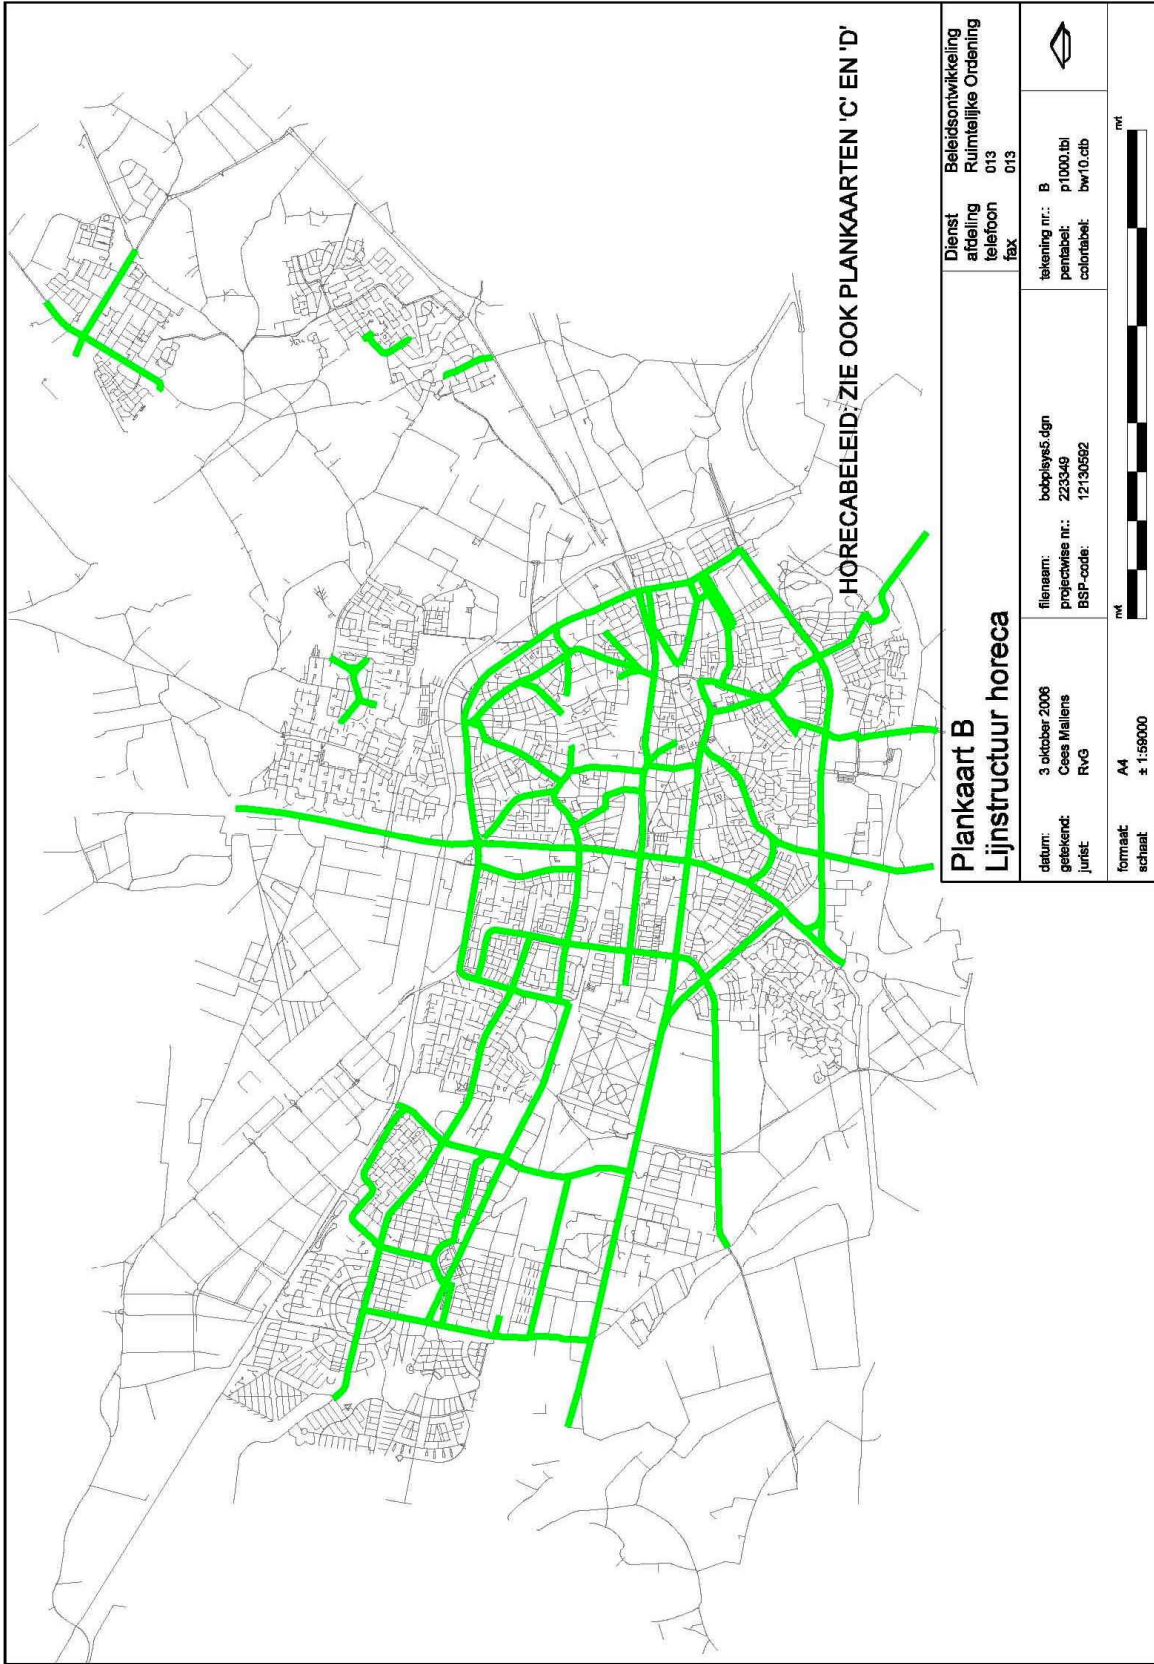 HORECABELEID: ZIE OOK PLANKAARTEN 'C' EN 'D'
Plankaart B
Lijnstructuur horeca
Dienst Beleidsontwikkeling
afdeling Ruimtelijke Ordening
telefoon 013
fax 013
datum: 3 oktober 2006
getekend: Cees Mallens
jurist: RvG
filenaam: bobplsys5.dgn
projectwise nr.: 223349
BSP-code: 12130592
tekening nr.: B
pentabel: p1000.tbl
colortabel: bw10.ctb
formaat: A4
schaal: ± 1:59000
nvt nvt